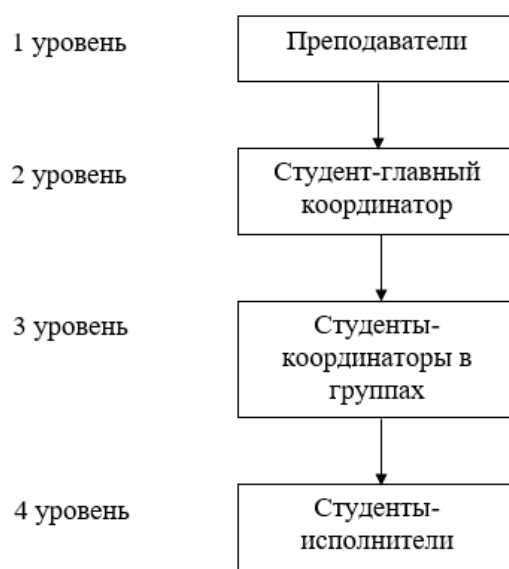 1 уровень
Преподаватели
2 уровень
Студент-главный
координатор
3 уровень
Студенты-
координаторы в
группах
4 уровень
Студенты-
исполнители